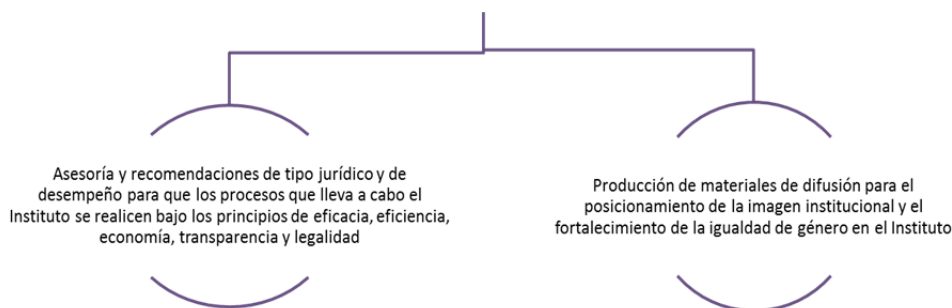 Asesoría y recomendaciones de tipo jurídico y de
desempeño para que los procesos que lleva a cabo el
Instituto se realicen bajo los principios de eficacia, eficiencia,
economía, transparencia y legalidad
Producción de materiales de difusión para el
posicionamiento de la imagen institucional y el
fortalecimiento de la igualdad de género en el Instituto